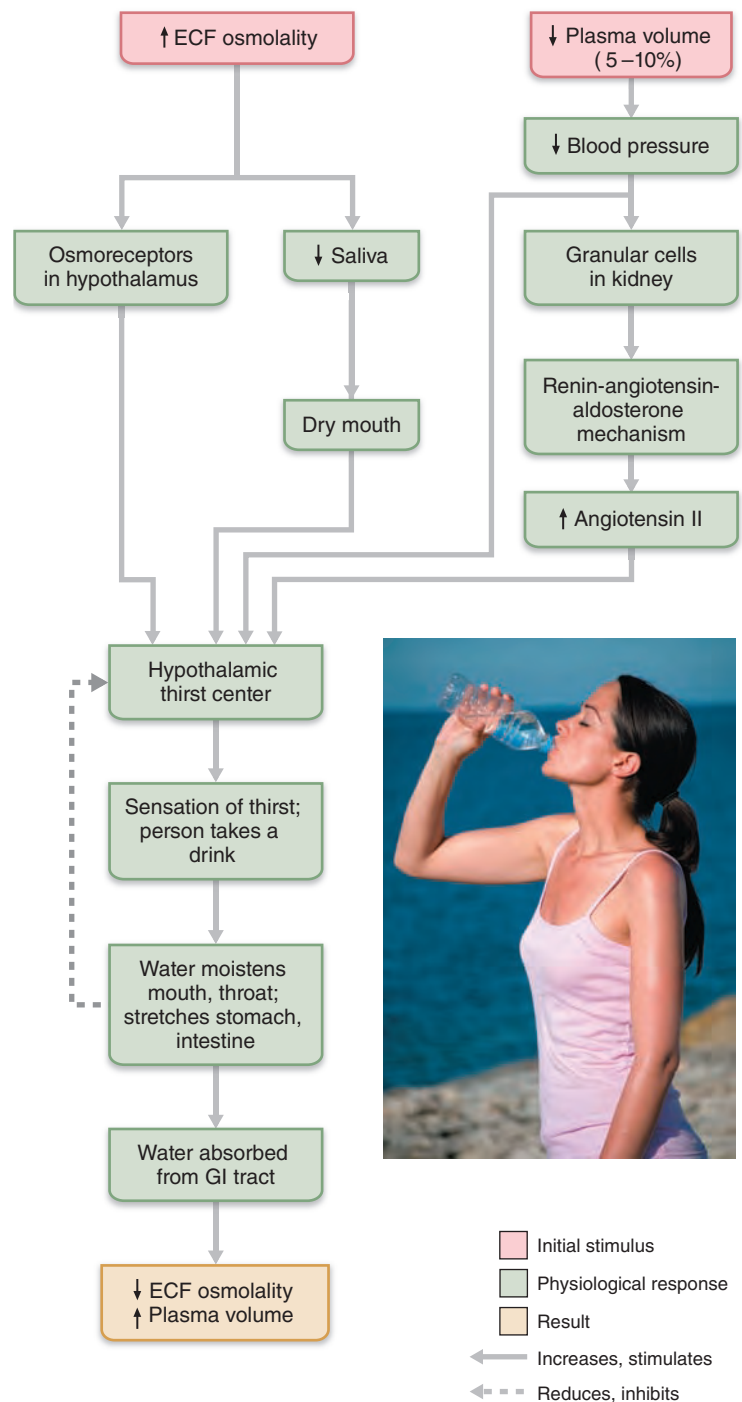 ↑ ECF osmolality
↓ Plasma volume
(5–10%)
↓ Blood pressure
Osmoreceptors
in hypothalamus
↓ Saliva
Granular cells
in kidney
Dry mouth
Renin-angiotensin-
aldosterone
mechanism
↑ Angiotensin II
Hypothalamic
thirst center
Sensation of thirst;
person takes a
drink
Water moistens
mouth, throat;
stretches stomach,
intestine
Water absorbed
from GI tract
↓ ECF osmolality
↑ Plasma volume
Initial stimulus
Physiological response
Result
Increases, stimulates
Reduces, inhibits